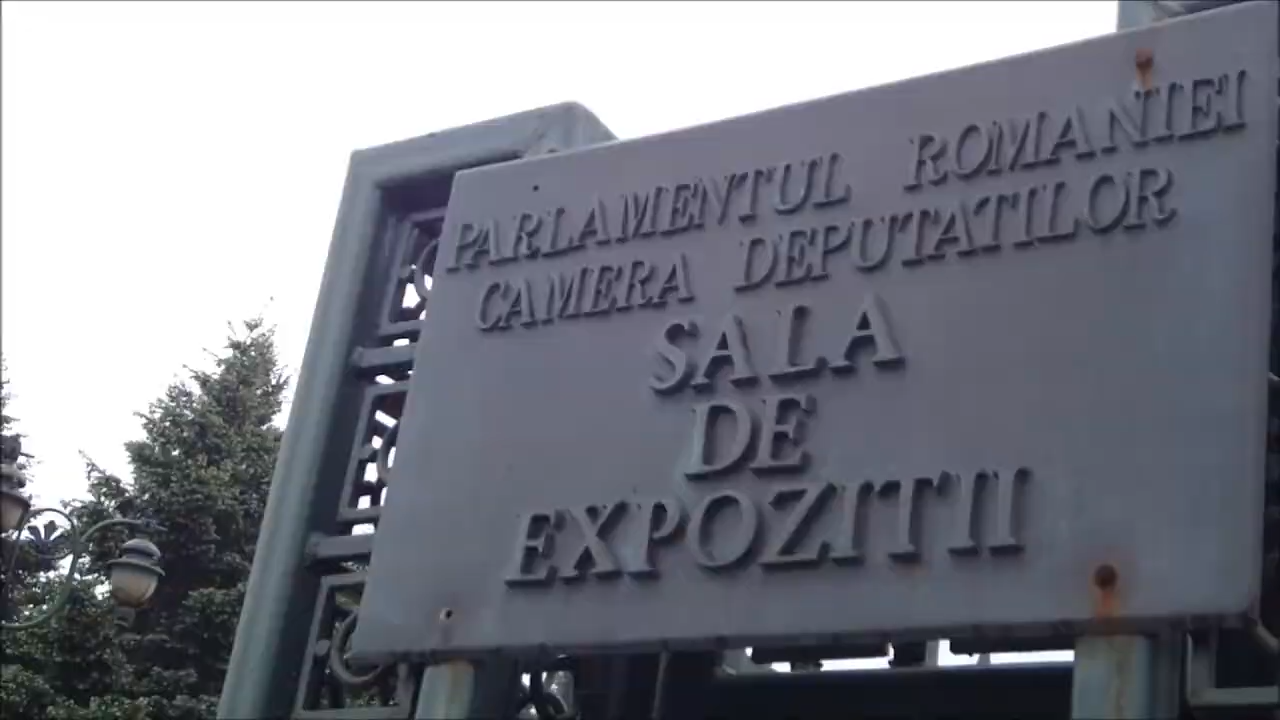 PARLAMENTUL ROMANIEI
CAMERA DEPUTATILOR
SALA
DE
EXPOZITII